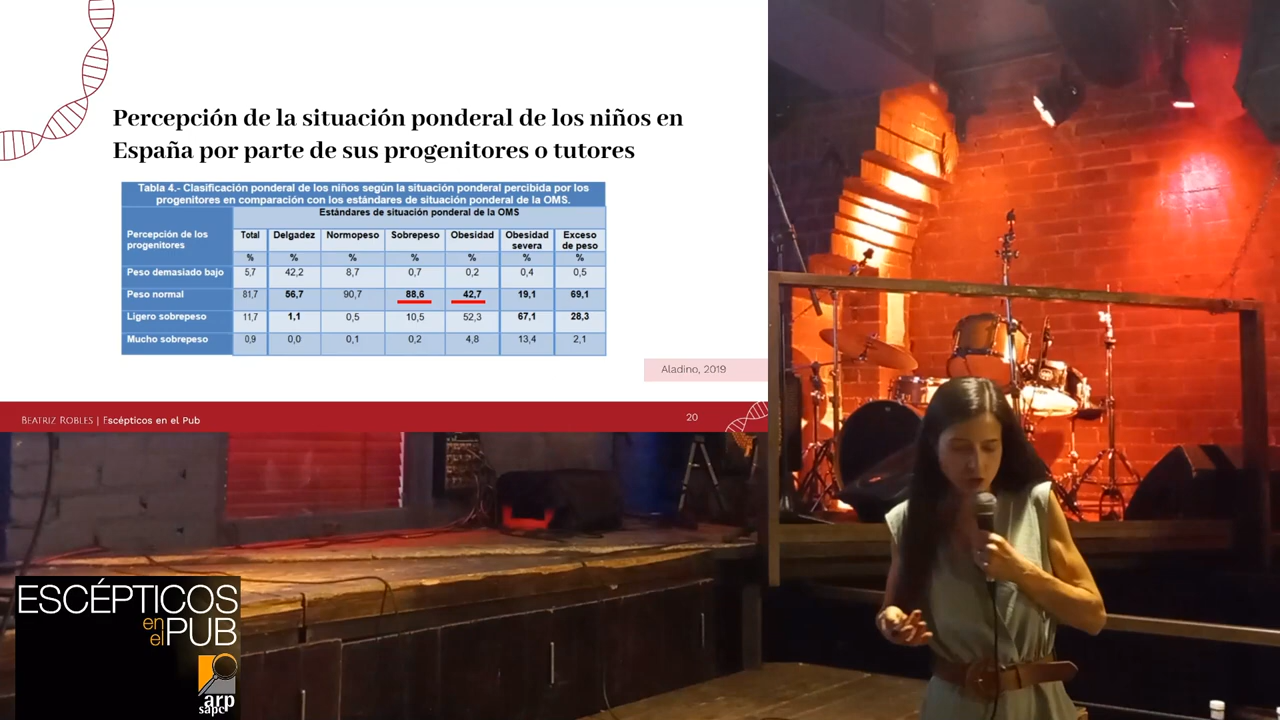 Percepción de la situación ponderal de los niños en
España por parte de sus progenitores o tutores
Tabla 4.- Clasificación ponderal de los niños según la situación ponderal percibida por los
progenitores en comparación con los estándares de situación ponderal de la OMS.
Estándares de situación ponderal de la OMS
Percepción de los progenitores Total Delgadez Normopeso Sobrepeso Obesidad Obesidad severa Exceso de peso
% % % % % % %
Peso demasiado bajo 5,7 42,2 8,7 0,7 0,2 0,4 0,5
Peso normal 81,7 56,7 90,7 88,6 42,7 19,1 69,1
Ligero sobrepeso 11,7 1,1 0,5 10,5 52,3 67,1 28,3
Mucho sobrepeso 0,9 0,0 0,1 0,2 4,8 13,4 2,1
Aladino, 2019
BEATRIZ ROBLES | Escépticos en el Pub
20
ESCÉPTICOS
en
el PUB
arp
sapc